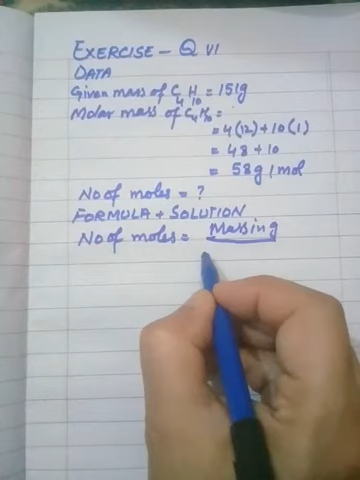 EXERCISE - Q VI
DATA
Given mass of C4H10 = 151g
Molar mass of C4H10 =
= 4(12) + 10(1)
= 48 + 10
= 58g/mol
No of moles = ?
FORMULA + SOLUTION
No of moles = Mass in g